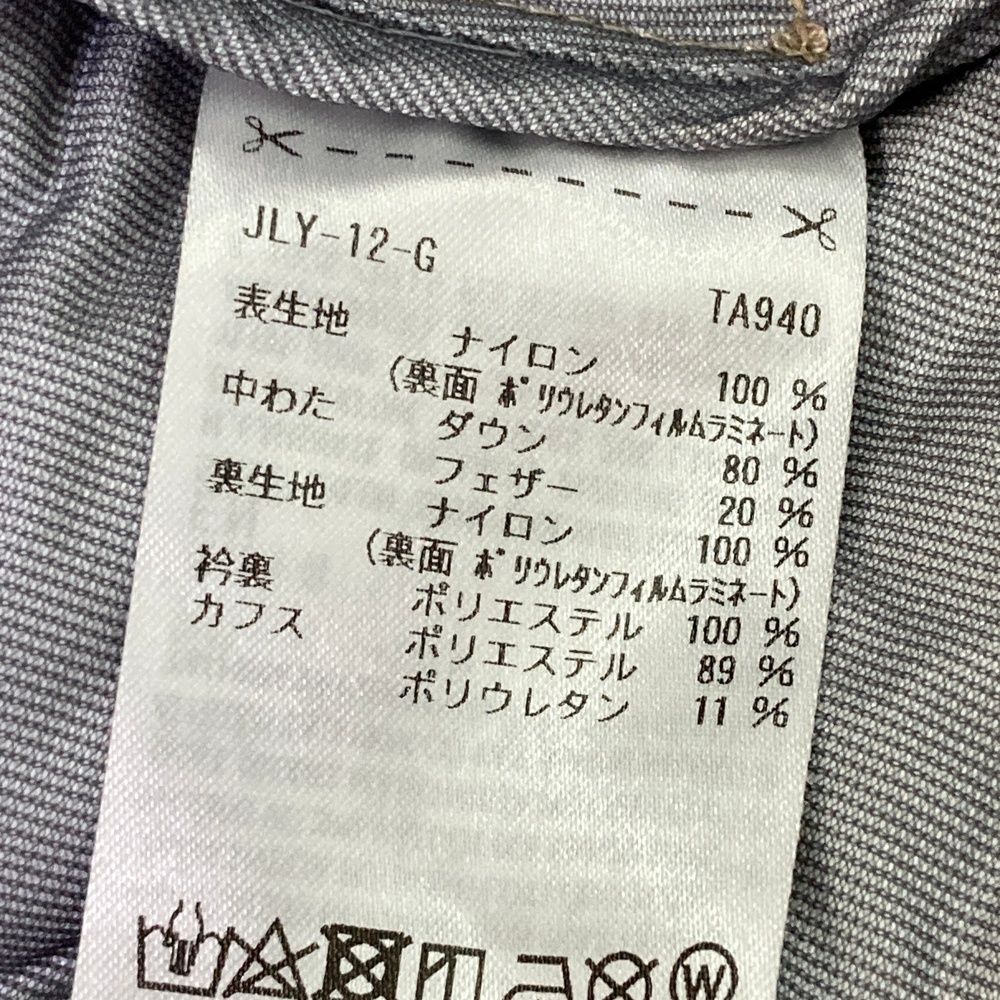 JLY-12-G
TA940
表生地 ナイロン 100 %
(裏面 ポリウレタンフィルムラミネート)
中わた ダウン 80 %
フェザー 20 %
裏生地 ナイロン 100 %
(裏面 ポリウレタンフィルムラミネート)
衿裏 ポリエステル 100 %
カフス ポリエステル 89 %
ポリウレタン 11 %
W